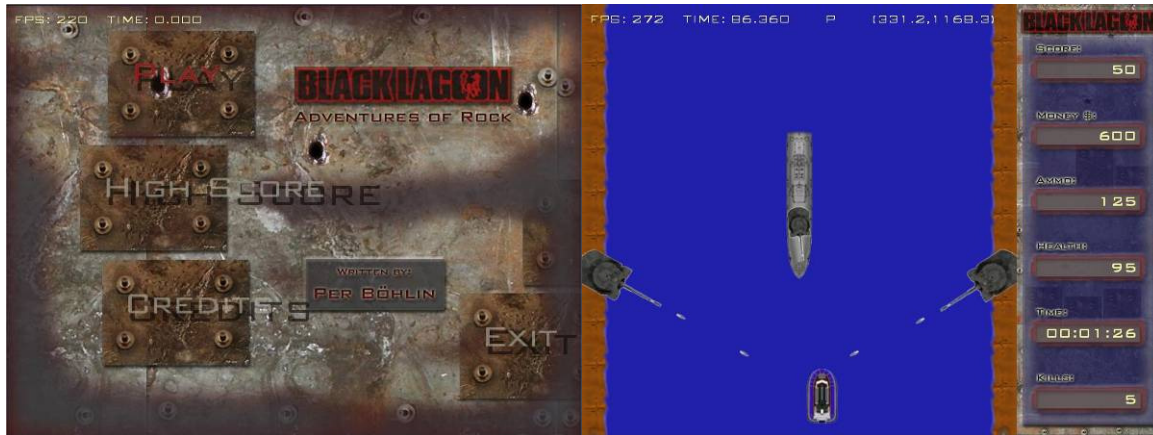 FPS: 220 TIME: 0.000
PLAY
BLACK LAGOON
ADVENTURES OF ROCK
HIGH SCORE
WRITTEN BY:
PER BÖHLIN
CREDITS
EXIT
FPS: 272 TIME: 86.360 P (331.2,1168.3)
BLACK LAGOON
SCORE:
50
MONEY $:
600
AMMO:
125
HEALTH:
95
TIME:
00:01:26
KILLS:
5